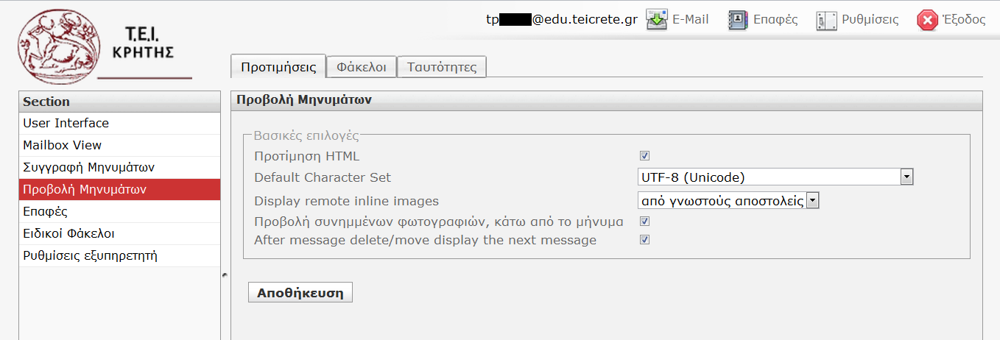 Τ.Ε.Ι.
ΚΡΗΤΗΣ
tp @edu.teicrete.gr E-Mail Επαφές Ρυθμίσεις Έξοδος
Προτιμήσεις Φάκελοι Ταυτότητες
Section
User Interface
Mailbox View
Συγγραφή Μηνυμάτων
Προβολή Μηνυμάτων
Επαφές
Ειδικοί Φάκελοι
Ρυθμίσεις εξυπηρετητή
Προβολή Μηνυμάτων
Βασικές επιλογές
Προτίμηση HTML
Default Character Set UTF-8 (Unicode)
Display remote inline images από γνωστούς αποστολείς
Προβολή συνημμένων φωτογραφιών, κάτω από το μήνυμα
After message delete/move display the next message
Αποθήκευση